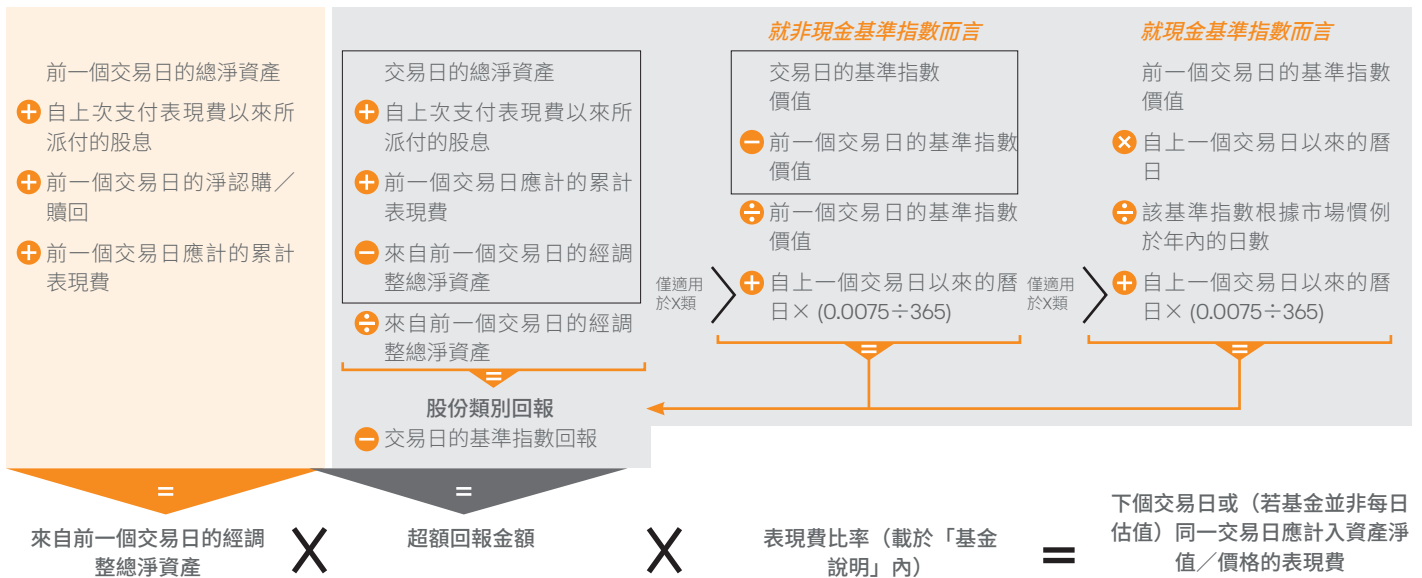 前一個交易日的總淨資產
+ 自上次支付表現費以來所
派付的股息
+ 前一個交易日的淨認購／
贖回
+ 前一個交易日應計的累計
表現費
=
來自前一個交易日的經調
整總淨資產
X
交易日的總淨資產
+ 自上次支付表現費以來所
派付的股息
+ 前一個交易日應計的累計
表現費
− 來自前一個交易日的經調
整總淨資產
÷ 來自前一個交易日的經調
整總淨資產
=
股份類別回報
− 交易日的基準指數回報
=
超額回報金額
就非現金基準指數而言
交易日的基準指數
價值
− 前一個交易日的基準指數
價值
÷ 前一個交易日的基準指數
價值
僅適用
於X類
+ 自上一個交易日以來的曆
日× (0.0075÷365)
=
就現金基準指數而言
前一個交易日的基準指數
價值
× 自上一個交易日以來的曆
日
÷ 該基準指數根據市場慣例
於年內的日數
僅適用
於X類
+ 自上一個交易日以來的曆
日× (0.0075÷365)
=
X
表現費比率（載於「基金
說明」內）
=
下個交易日或（若基金並非每日
估值）同一交易日應計入資產淨
值／價格的表現費